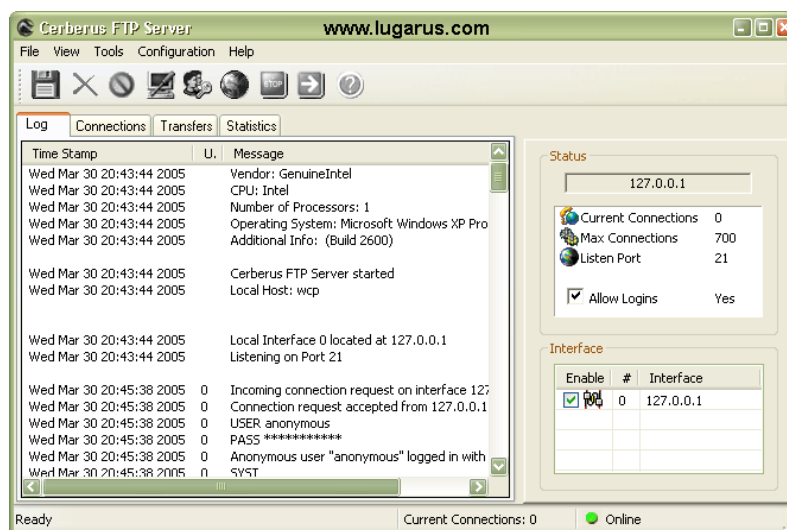 Cerberus FTP Server www.lugarus.com
File View Tools Configuration Help
STOP
Log Connections Transfers Statistics
Time Stamp U. Message
Wed Mar 30 20:43:44 2005 Vendor: GenuineIntel
Wed Mar 30 20:43:44 2005 CPU: Intel
Wed Mar 30 20:43:44 2005 Number of Processors: 1
Wed Mar 30 20:43:44 2005 Operating System: Microsoft Windows XP Pro
Wed Mar 30 20:43:44 2005 Additional Info: (Build 2600)
Wed Mar 30 20:43:44 2005 Cerberus FTP Server started
Wed Mar 30 20:43:44 2005 Local Host: wcp
Wed Mar 30 20:43:44 2005 Local Interface 0 located at 127.0.0.1
Wed Mar 30 20:43:44 2005 Listening on Port 21
Wed Mar 30 20:45:38 2005 0 Incoming connection request on interface 127
Wed Mar 30 20:45:38 2005 0 Connection request accepted from 127.0.0.1
Wed Mar 30 20:45:38 2005 0 USER anonymous
Wed Mar 30 20:45:38 2005 0 PASS ***********
Wed Mar 30 20:45:38 2005 0 Anonymous user "anonymous" logged in with
Wed Mar 30 20:45:38 2005 0 SYST
Status
127.0.0.1
Current Connections 0
Max Connections 700
Listen Port 21
Allow Logins Yes
Interface
Enable # Interface
0 127.0.0.1
Ready Current Connections: 0 Online